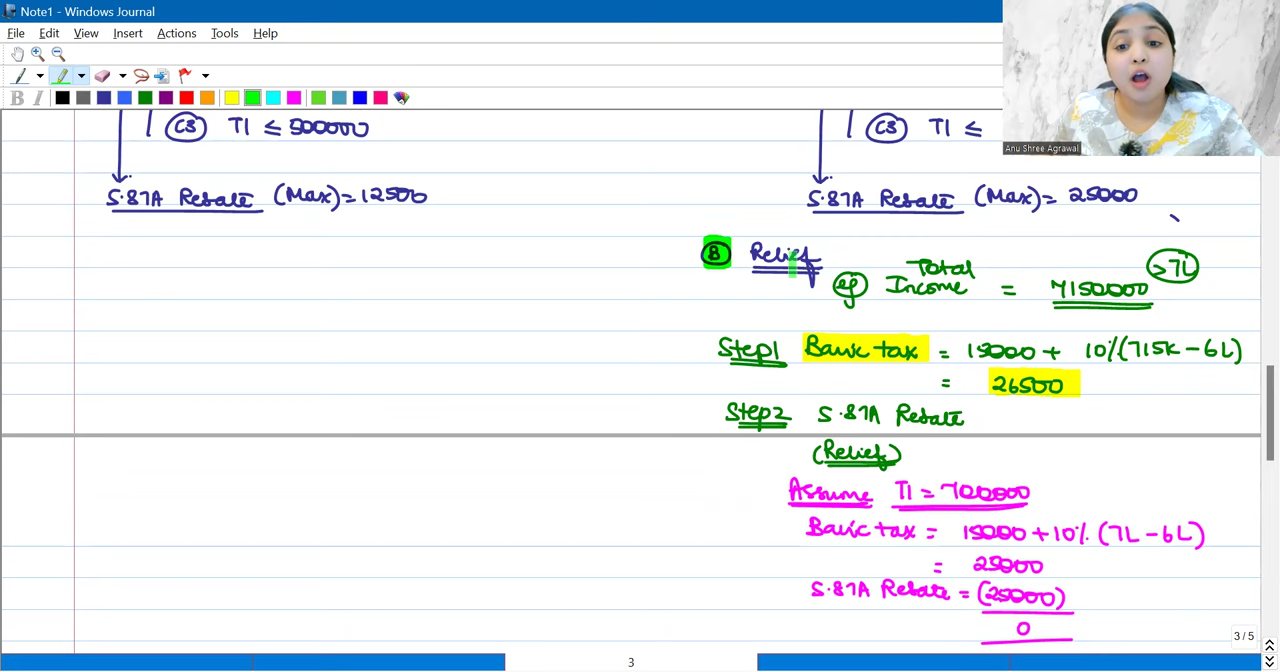 Note1 - Windows Journal
File Edit View Insert Actions Tools Help
B I
Anu Shree Agrawal
C3 TI ≤ 500000
C3 TI ≤
S.87A Rebate (Max)=12500
S.87A Rebate (Max)= 25000
B Relief
eg Total Income = 7150000 >7L
Step1 Basic tax = 15000 + 10%(715K-6L)
= 26500
Step2 S.87A Rebate
(Relief)
Assume TI = 700000
Basic tax = 15000+10% (7L-6L)
= 25000
S.87A Rebate = (25000)
0
3 / 5
3